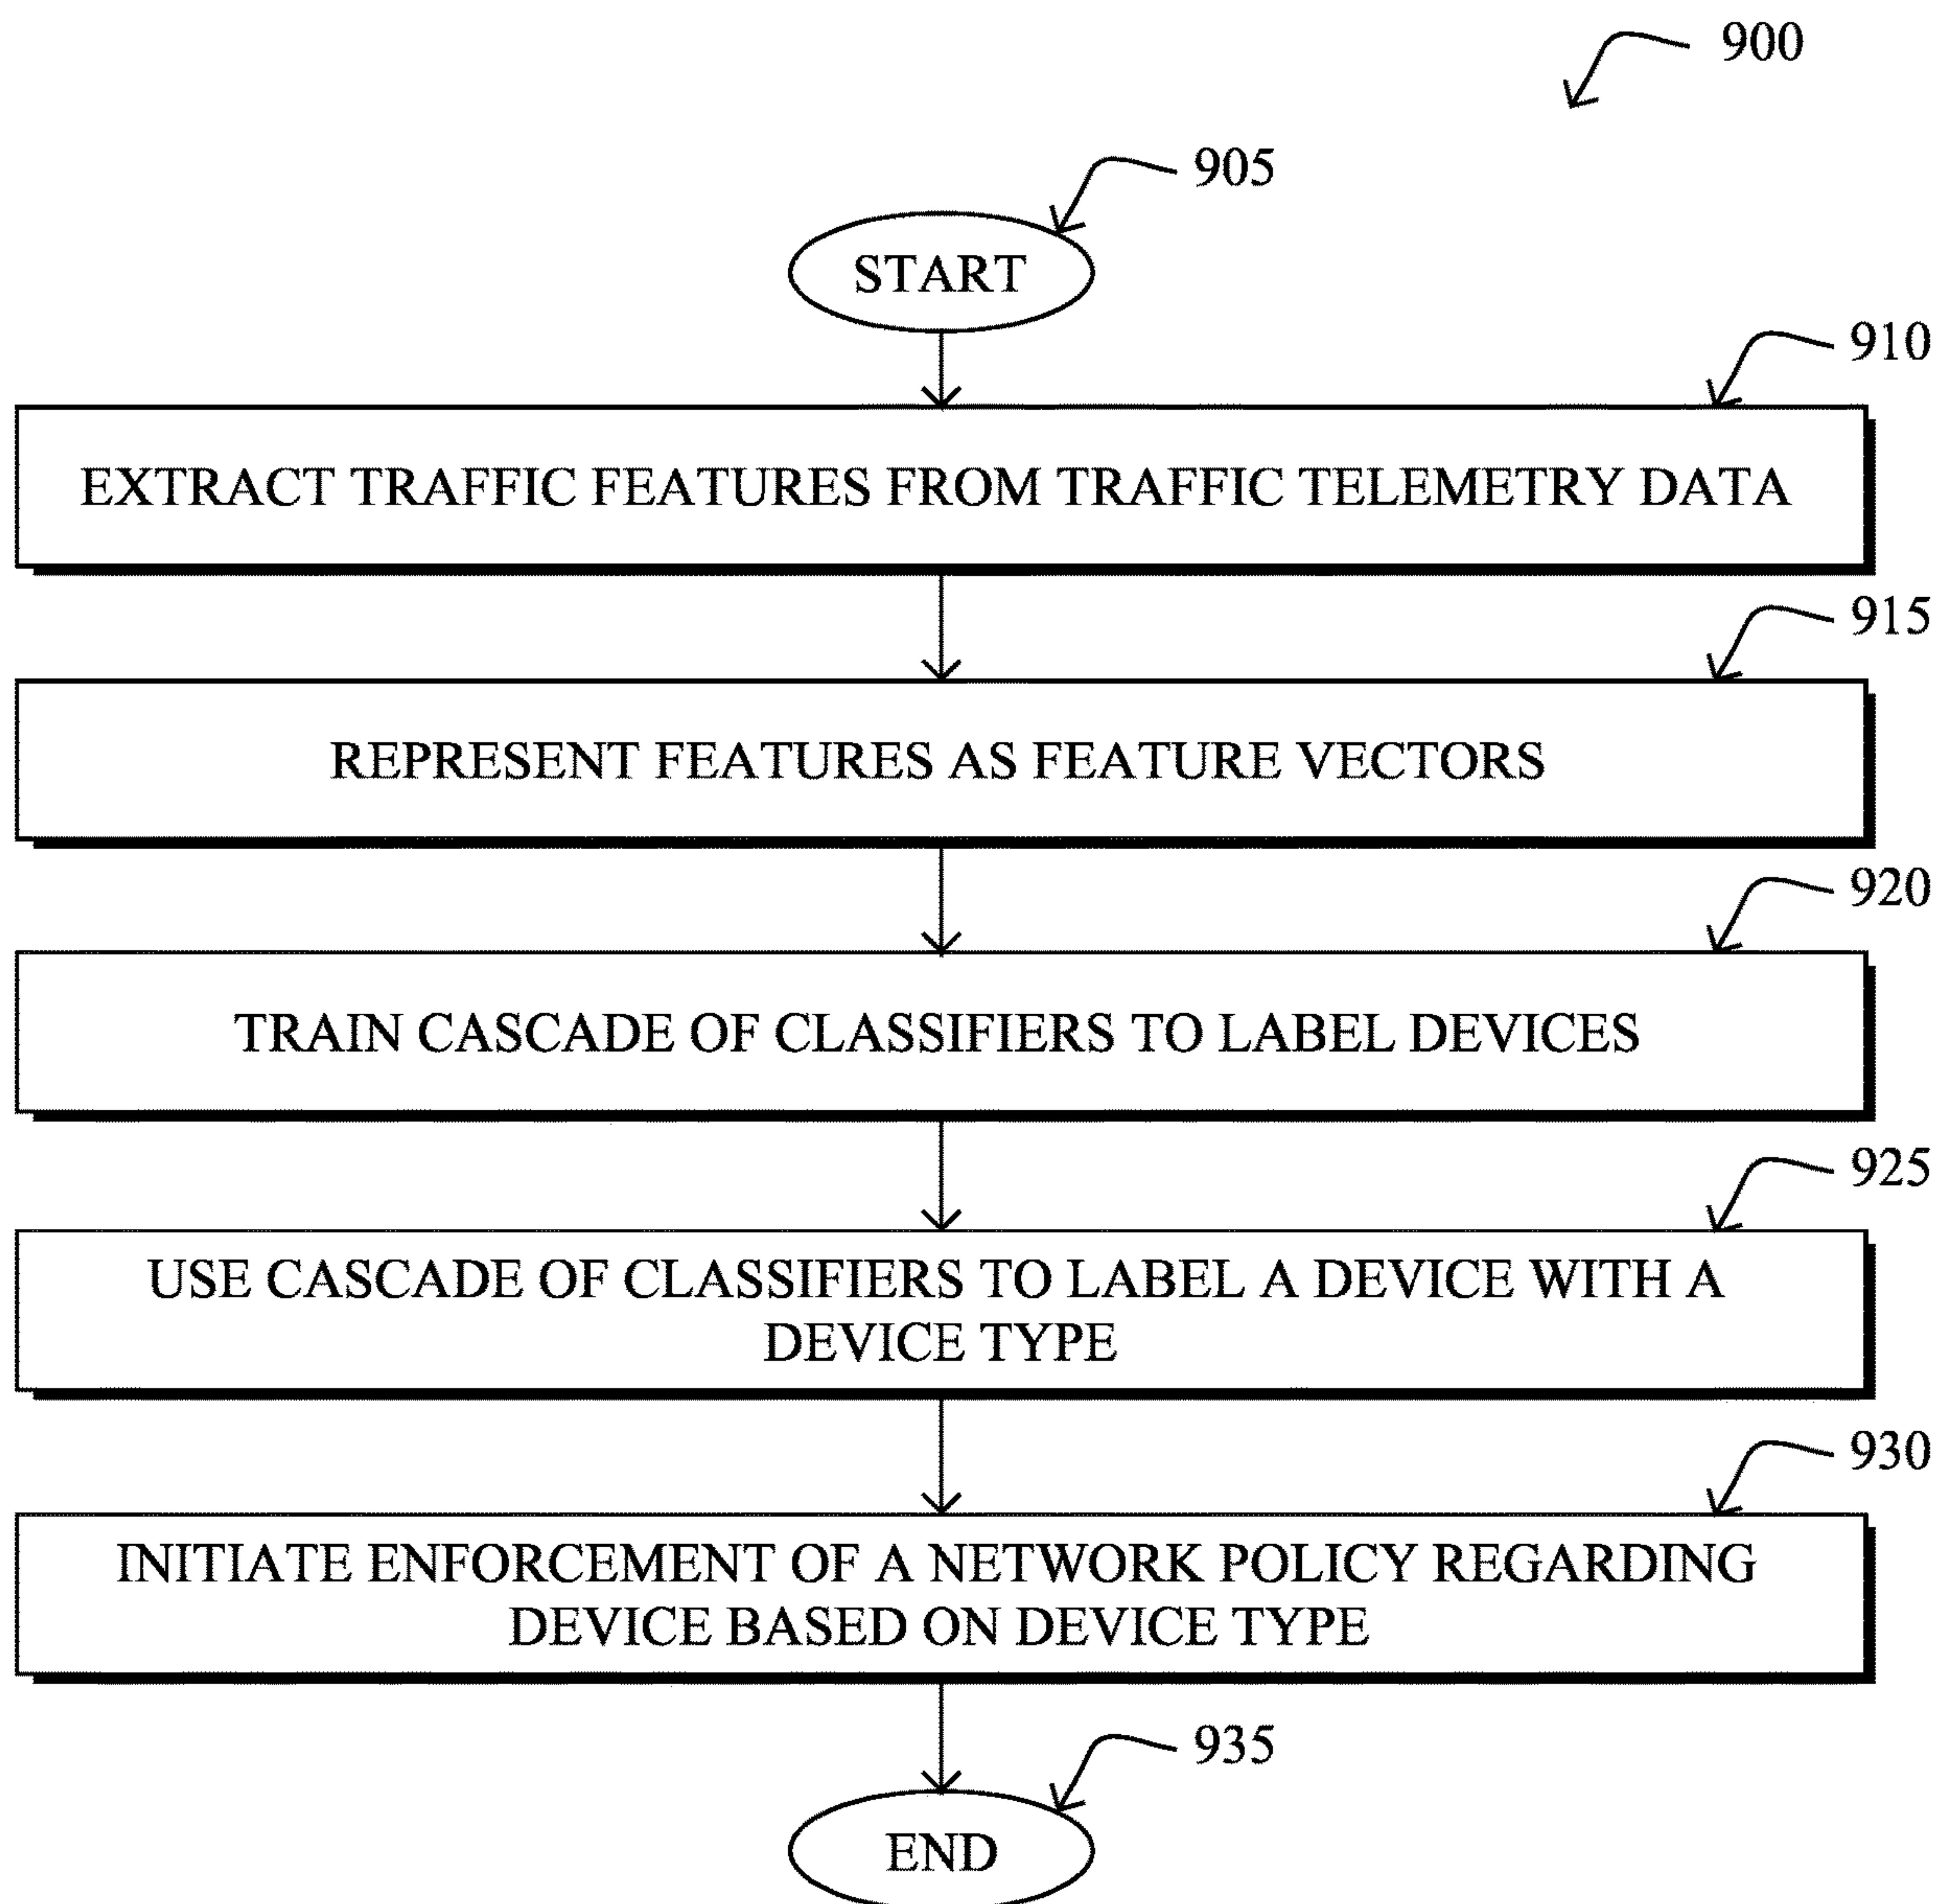 900
905
START
910
EXTRACT TRAFFIC FEATURES FROM TRAFFIC TELEMETRY DATA
915
REPRESENT FEATURES AS FEATURE VECTORS
920
TRAIN CASCADE OF CLASSIFIERS TO LABEL DEVICES
925
USE CASCADE OF CLASSIFIERS TO LABEL A DEVICE WITH A
DEVICE TYPE
930
INITIATE ENFORCEMENT OF A NETWORK POLICY REGARDING
DEVICE BASED ON DEVICE TYPE
935
END